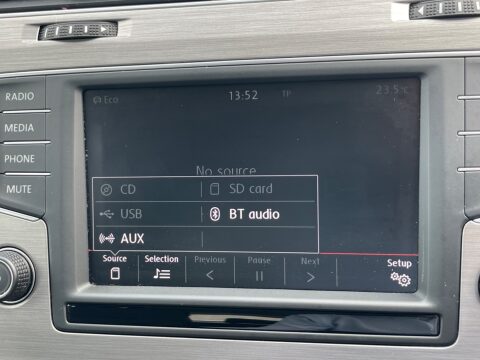 RADIO
MEDIA
PHONE
MUTE
Eco 13:52 TP 23.5°C
No source
CD SD card
USB BT audio
AUX
Source Selection Previous Pause Next Setup